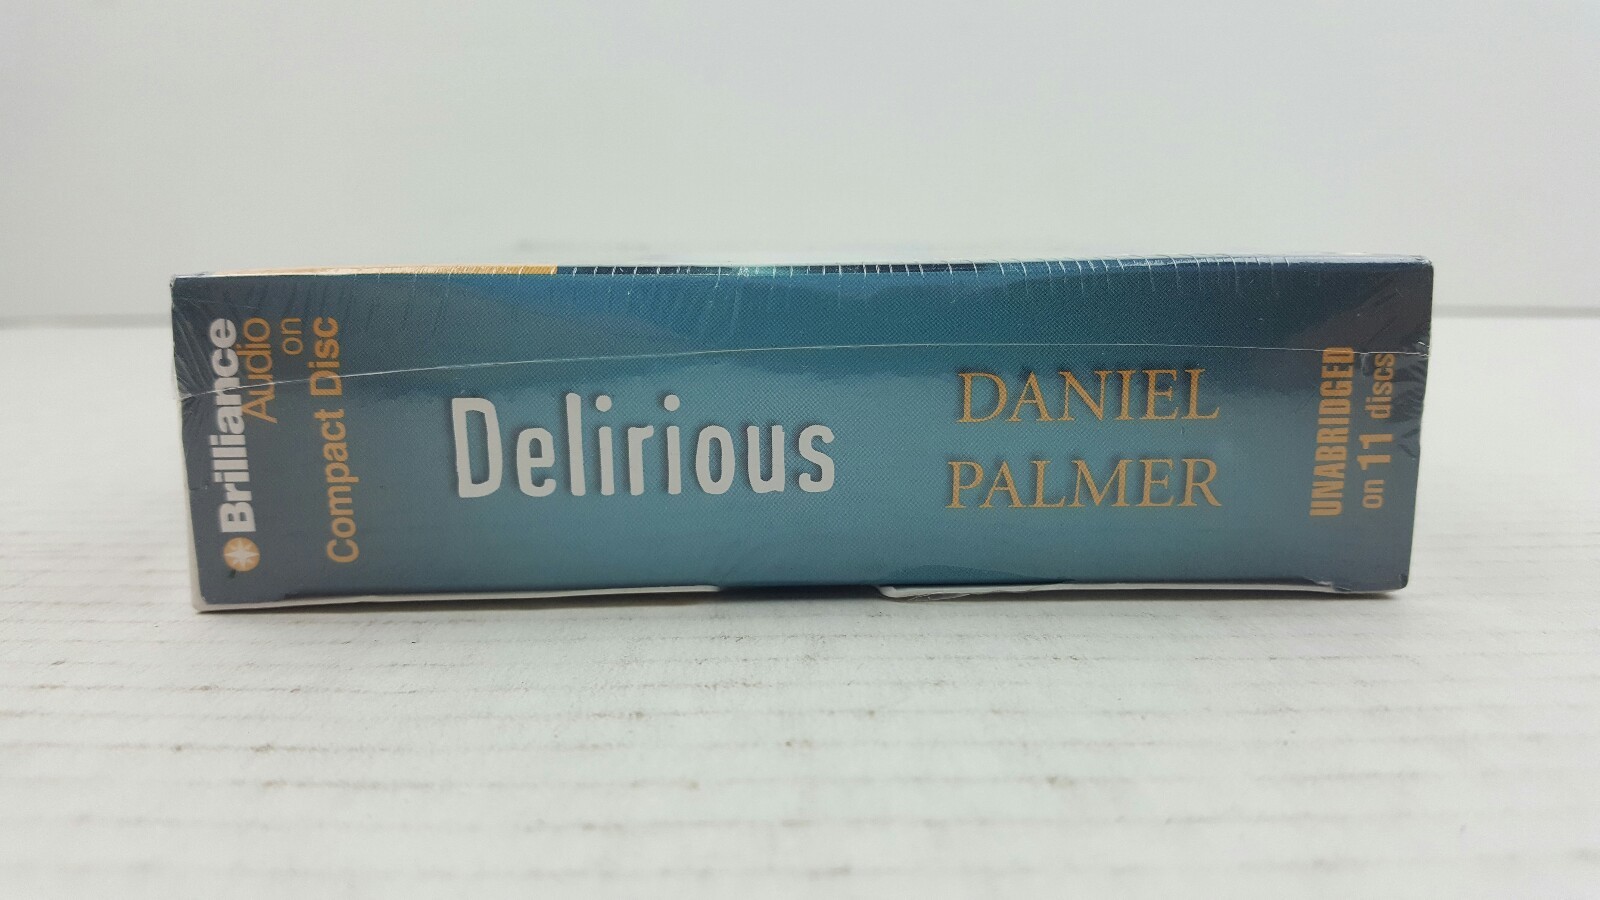 Brilliance
Audio
on
Compact Disc
Delirious
DANIEL
PALMER
UNABRIDGED
on 11 discs